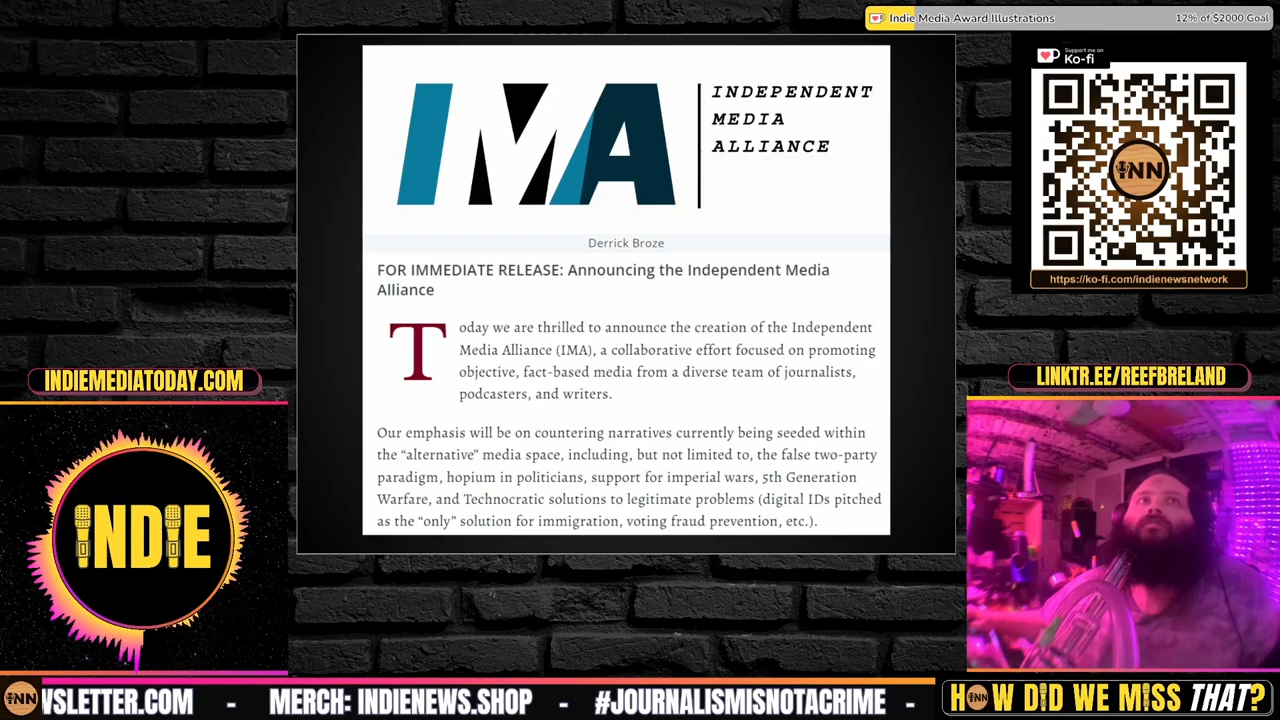 Indie Media Award Illustrations
12% of $2000 Goal
IMA
INDEPENDENT
MEDIA
ALLIANCE
Derrick Broze
FOR IMMEDIATE RELEASE: Announcing the Independent Media
Alliance
Today we are thrilled to announce the creation of the Independent
Media Alliance (IMA), a collaborative effort focused on promoting
objective, fact-based media from a diverse team of journalists,
podcasters, and writers.
Our emphasis will be on countering narratives currently being seeded within
the “alternative” media space, including, but not limited to, the false two-party
paradigm, hopium in politicians, support for imperial wars, 5th Generation
Warfare, and Technocratic solutions to legitimate problems (digital IDs pitched
as the “only” solution for immigration, voting fraud prevention, etc.).
Support me on
Ko-fi
INN
https://ko-fi.com/indienewsnetwork
INDIEMEDIATODAY.COM
INDIE
LINKTR.EE/REEFBRELAND
INN
WSLETTER.COM - MERCH: INDIENEWS.SHOP - #JOURNALISMISNOTACRIME -
HOW DID WE MISS THAT?